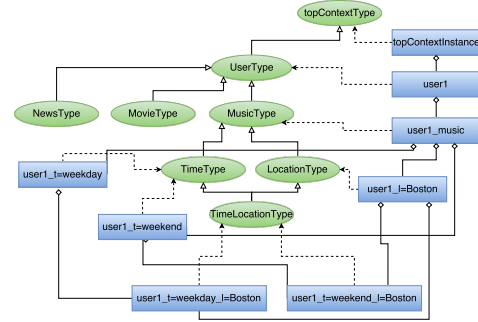 topContextType
topContextInstance
UserType
user1
NewsType
MovieType
MusicType
user1_music
user1_t=weekday
TimeType
LocationType
user1_l=Boston
TimeLocationType
user1_t=weekend
user1_t=weekday_l=Boston
user1_t=weekend_l=Boston